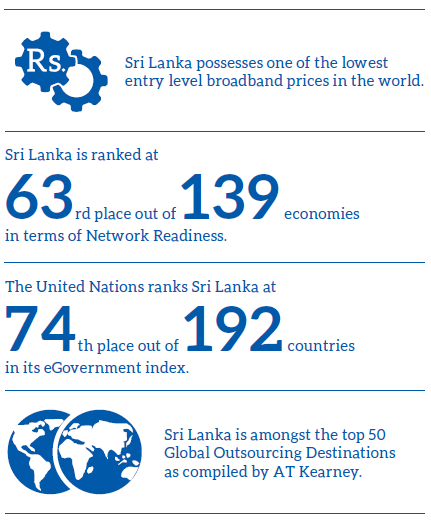 Rs.
Sri Lanka possesses one of the lowest
entry level broadband prices in the world.
Sri Lanka is ranked at
63rd place out of 139 economies
in terms of Network Readiness.
The United Nations ranks Sri Lanka at
74th place out of 192 countries
in its eGovernment index.
Sri Lanka is amongst the top 50
Global Outsourcing Destinations
as compiled by AT Kearney.